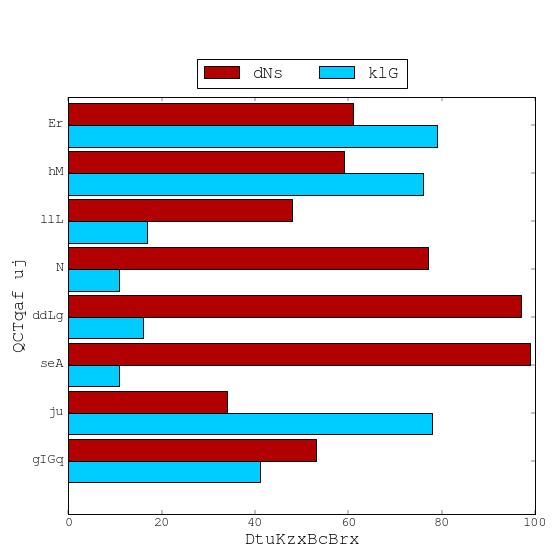 dNs klG
Er
hM
llL
N
ddLg
seA
ju
gIGq
QCTqaf uj
0 20 40 60 80 100
DtuKzxBcBrx